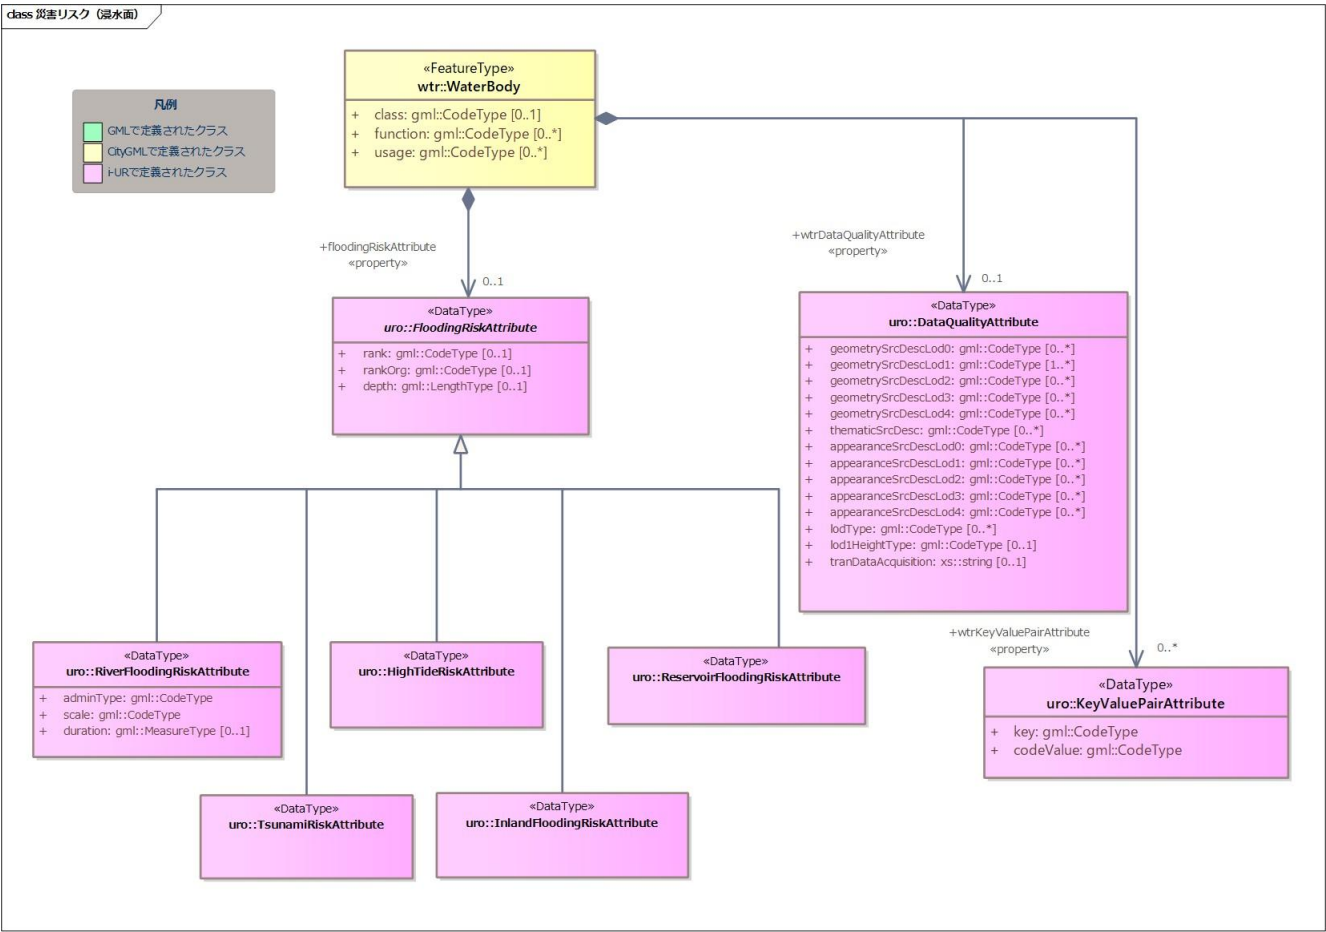 class 災害リスク（浸水面）
凡例
GMLで定義されたクラス
CityGMLで定義されたクラス
i-URで定義されたクラス
«FeatureType»
wtr::WaterBody
+ class: gml::CodeType [0..1]
+ function: gml::CodeType [0..*]
+ usage: gml::CodeType [0..*]
+floodingRiskAttribute
«property»
0..1
+wtrDataQualityAttribute
«property»
0..1
«DataType»
uro::FloodingRiskAttribute
+ rank: gml::CodeType [0..1]
+ rankOrg: gml::CodeType [0..1]
+ depth: gml::LengthType [0..1]
«DataType»
uro::DataQualityAttribute
+ geometrySrcDescLod0: gml::CodeType [0..*]
+ geometrySrcDescLod1: gml::CodeType [1..*]
+ geometrySrcDescLod2: gml::CodeType [0..*]
+ geometrySrcDescLod3: gml::CodeType [0..*]
+ geometrySrcDescLod4: gml::CodeType [0..*]
+ thematicSrcDesc: gml::CodeType [0..*]
+ appearanceSrcDescLod0: gml::CodeType [0..*]
+ appearanceSrcDescLod1: gml::CodeType [0..*]
+ appearanceSrcDescLod2: gml::CodeType [0..*]
+ appearanceSrcDescLod3: gml::CodeType [0..*]
+ appearanceSrcDescLod4: gml::CodeType [0..*]
+ lodType: gml::CodeType [0..*]
+ lod1HeightType: gml::CodeType [0..1]
+ tranDataAcquisition: xs::string [0..1]
+wtrKeyValuePairAttribute
«property»
0..*
«DataType»
uro::RiverFloodingRiskAttribute
+ adminType: gml::CodeType
+ scale: gml::CodeType
+ duration: gml::MeasureType [0..1]
«DataType»
uro::HighTideRiskAttribute
«DataType»
uro::ReservoirFloodingRiskAttribute
«DataType»
uro::KeyValuePairAttribute
+ key: gml::CodeType
+ codeValue: gml::CodeType
«DataType»
uro::TsunamiRiskAttribute
«DataType»
uro::InlandFloodingRiskAttribute